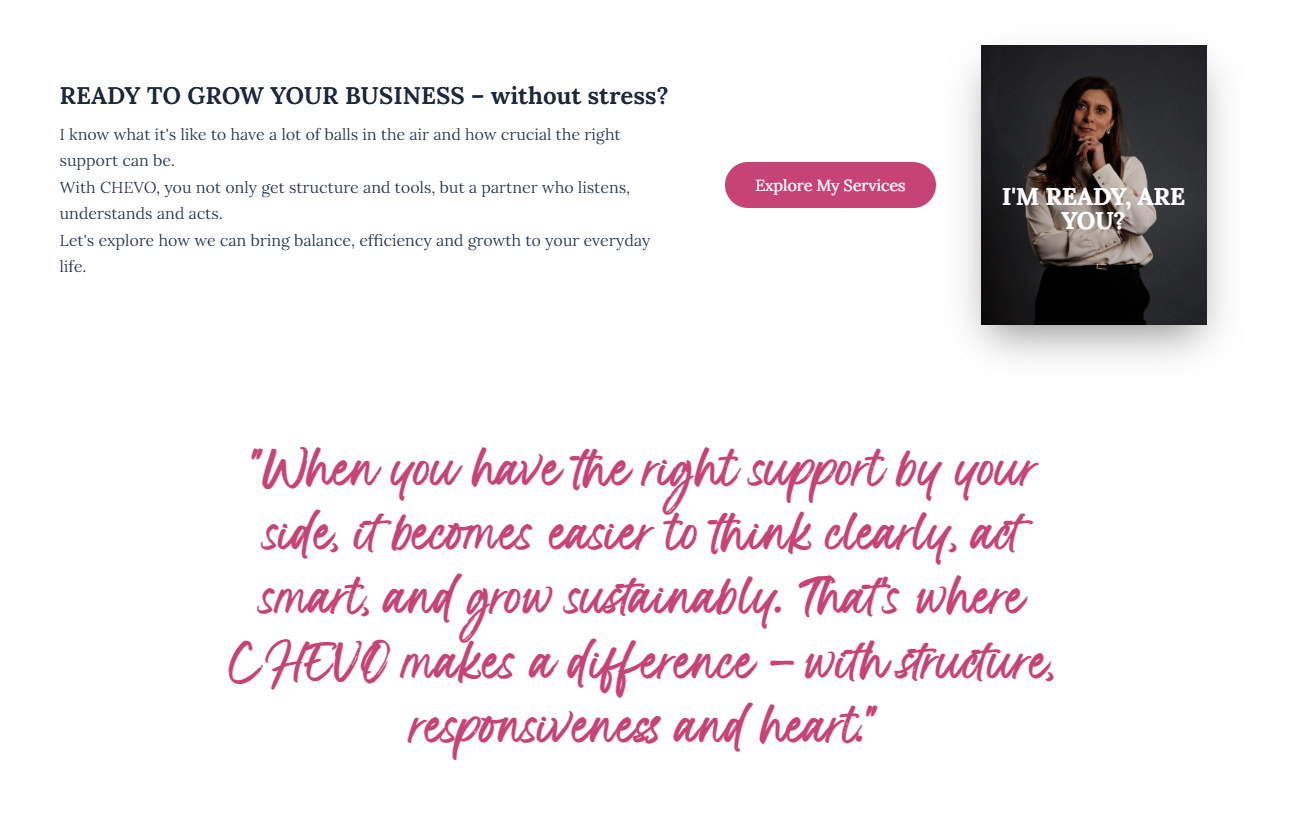 READY TO GROW YOUR BUSINESS – without stress?
I know what it's like to have a lot of balls in the air and how crucial the right
support can be.
With CHEVO, you not only get structure and tools, but a partner who listens,
understands and acts.
Let's explore how we can bring balance, efficiency and growth to your everyday
life.
Explore My Services
I'M READY, ARE
YOU?
"When you have the right support by your
side, it becomes easier to think clearly, act
smart, and grow sustainably. That's where
CHEVO makes a difference – with structure,
responsiveness and heart."